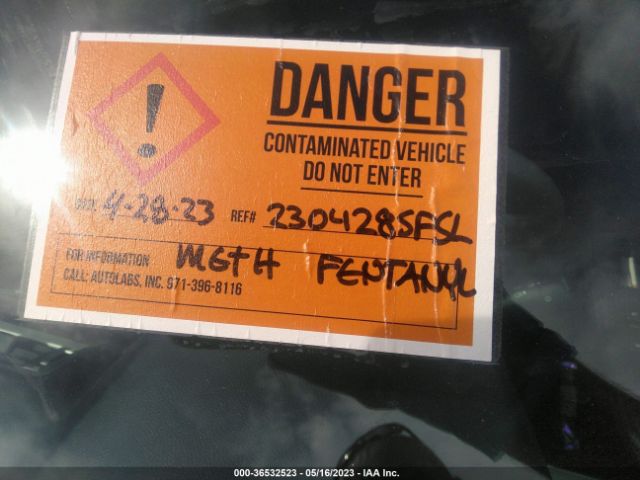 DANGER
CONTAMINATED VEHICLE
DO NOT ENTER
4-28-23 REF# 230428SFSL
METH FENTANYL
FOR INFORMATION
CALL: AUTOLABS, INC. 971-396-8116
000-36532523 - 05/16/2023 - IAA Inc.